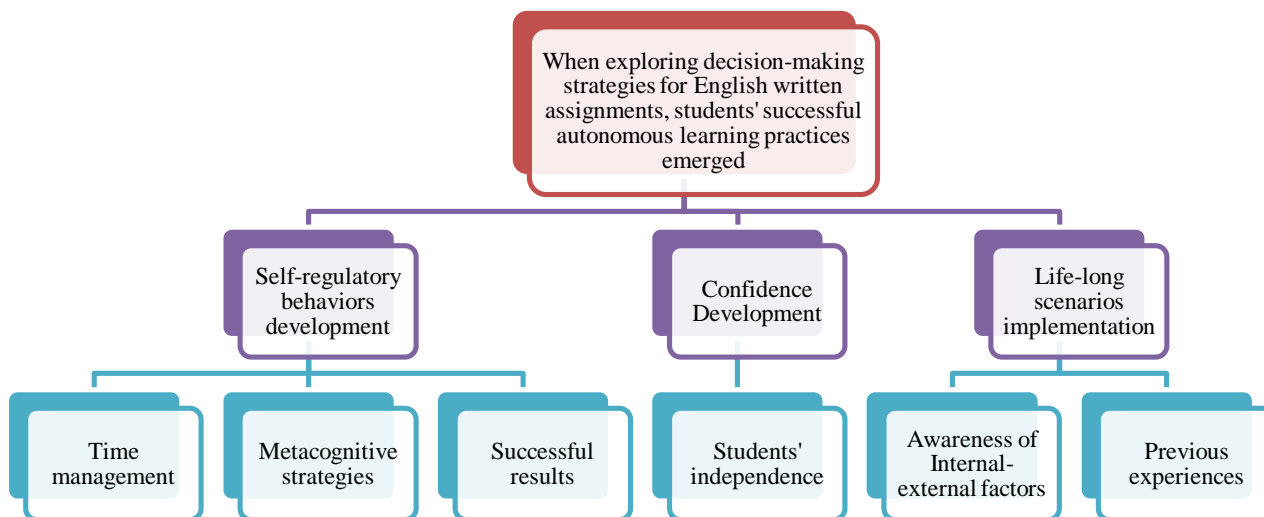 When exploring decision-making
strategies for English written
assignments, students' successful
autonomous learning practices
emerged
Self-regulatory
behaviors
development
Confidence
Development
Life-long
scenarios
implementation
Time
management
Metacognitive
strategies
Successful
results
Students'
independence
Awareness of
Internal-
external factors
Previous
experiences